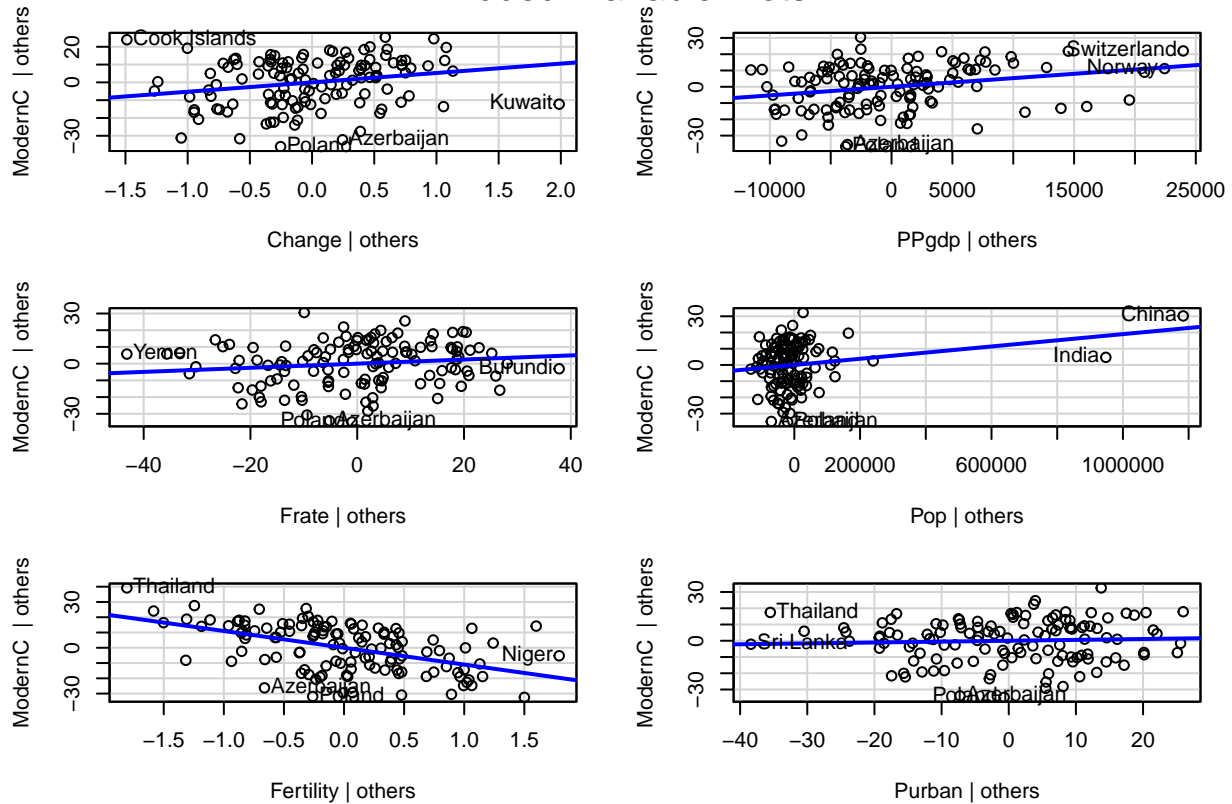 ModernC | others
20
0
−30
Cook.Islands
Kuwait
Poland
Azerbaijan
−1.5 −1.0 −0.5 0.0 0.5 1.0 1.5 2.0
Change | others
ModernC | others
30
0
−30
Switzerland
Norway
Azerbaijan
−10000 0 5000 15000 25000
PPgdp | others
ModernC | others
30
0
−30
Yemen
Burundi
Poland
Azerbaijan
−40 −20 0 20 40
Frate | others
ModernC | others
30
0
−30
China
India
Azerbaijan
Poland
0 200000 600000 1000000
Pop | others
ModernC | others
30
0
−30
Thailand
Niger
Azerbaijan
Poland
−1.5 −1.0 −0.5 0.0 0.5 1.0 1.5
Fertility | others
ModernC | others
30
0
−30
Thailand
Sri.Lanka
Poland
Azerbaijan
−40 −30 −20 −10 0 10 20
Purban | others